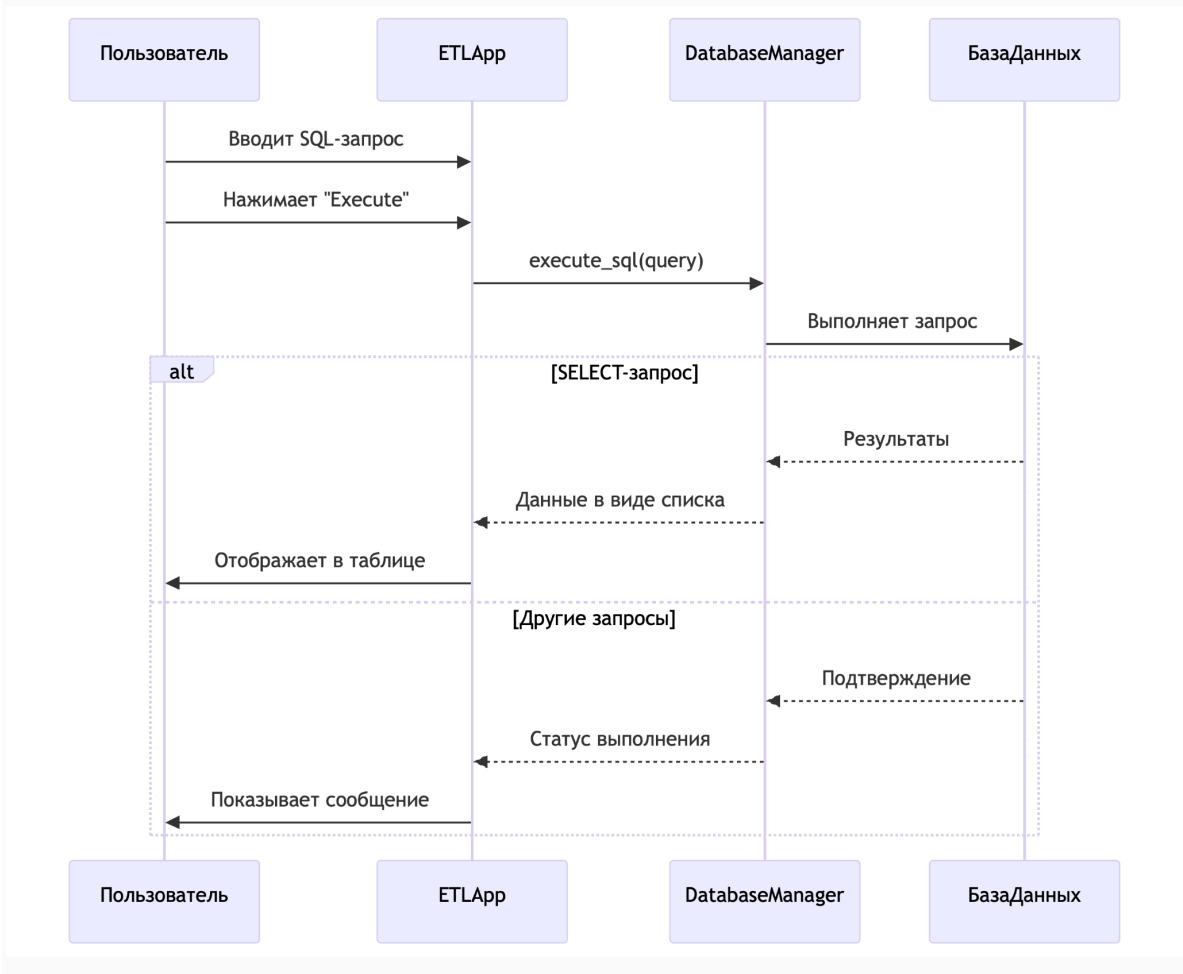 Пользователь
ETLApp
DatabaseManager
БазаДанных
Вводит SQL-запрос
Нажимает "Execute"
execute_sql(query)
Выполняет запрос
alt
[SELECT-запрос]
Результаты
Данные в виде списка
Отображает в таблице
[Другие запросы]
Подтверждение
Статус выполнения
Показывает сообщение
Пользователь
ETLApp
DatabaseManager
БазаДанных